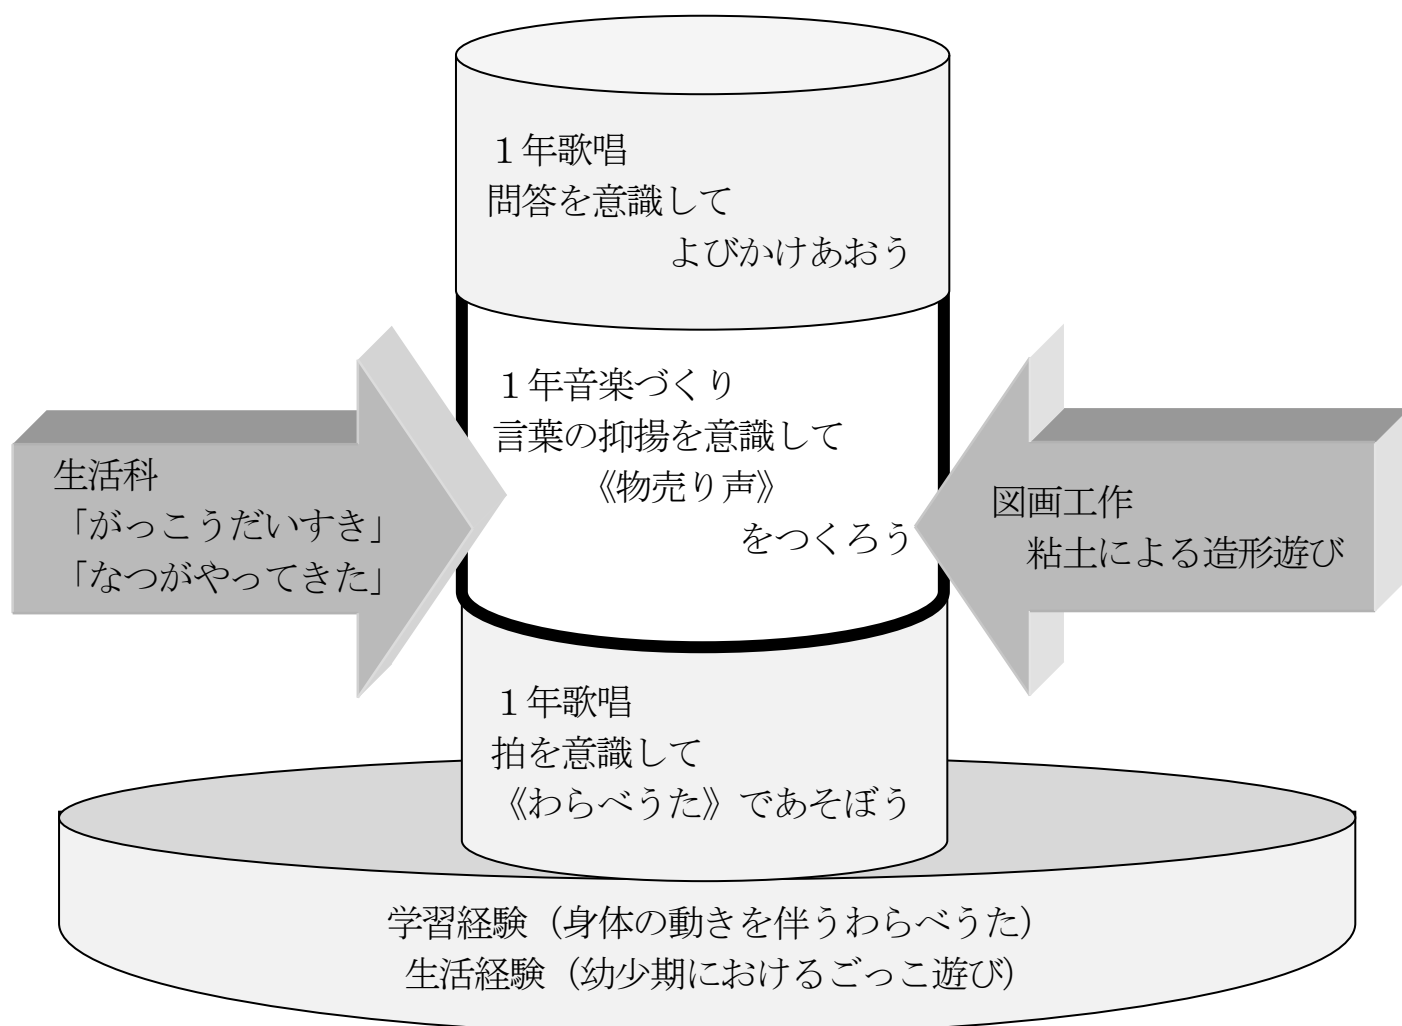 １年歌唱
問答を意識して
よびかけあおう
１年音楽づくり
言葉の抑揚を意識して
《物売り声》
をつくろう
生活科
「がっこうだいすき」
「なつがやってきた」
図画工作
粘土による造形遊び
１年歌唱
拍を意識して
《わらべうた》であそぼう
学習経験（身体の動きを伴うわらべうた）
生活経験（幼少期におけるごっこ遊び）